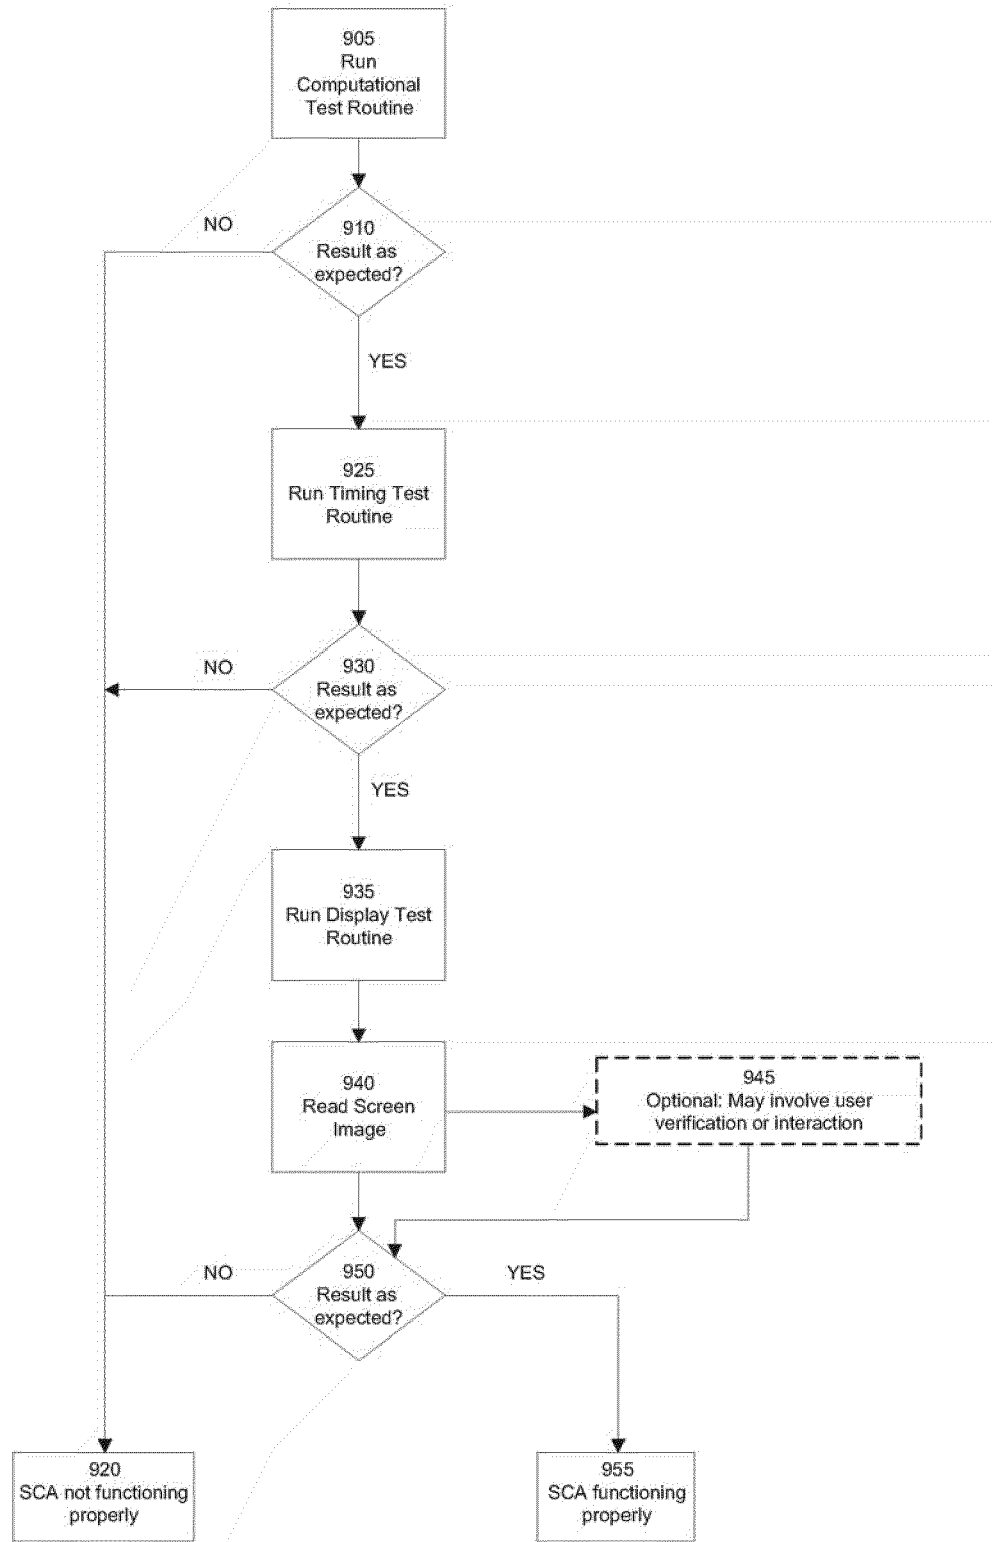 905
Run
Computational
Test Routine
NO
910
Result as
expected?
YES
925
Run Timing Test
Routine
NO
930
Result as
expected?
YES
935
Run Display Test
Routine
940
Read Screen
Image
945
Optional: May involve user
verification or interaction
NO
950
Result as
expected?
YES
920
SCA not functioning
properly
955
SCA functioning
properly